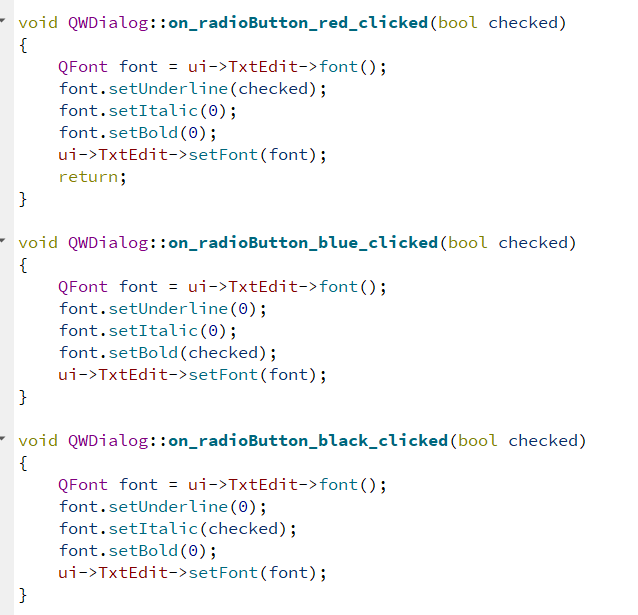 void QWDialog::on_radioButton_red_clicked(bool checked)
{
    QFont font = ui->TxtEdit->font();
    font.setUnderline(checked);
    font.setItalic(0);
    font.setBold(0);
    ui->TxtEdit->setFont(font);
    return;
}

void QWDialog::on_radioButton_blue_clicked(bool checked)
{
    QFont font = ui->TxtEdit->font();
    font.setUnderline(0);
    font.setItalic(0);
    font.setBold(checked);
    ui->TxtEdit->setFont(font);
}

void QWDialog::on_radioButton_black_clicked(bool checked)
{
    QFont font = ui->TxtEdit->font();
    font.setUnderline(0);
    font.setItalic(checked);
    font.setBold(0);
    ui->TxtEdit->setFont(font);
}